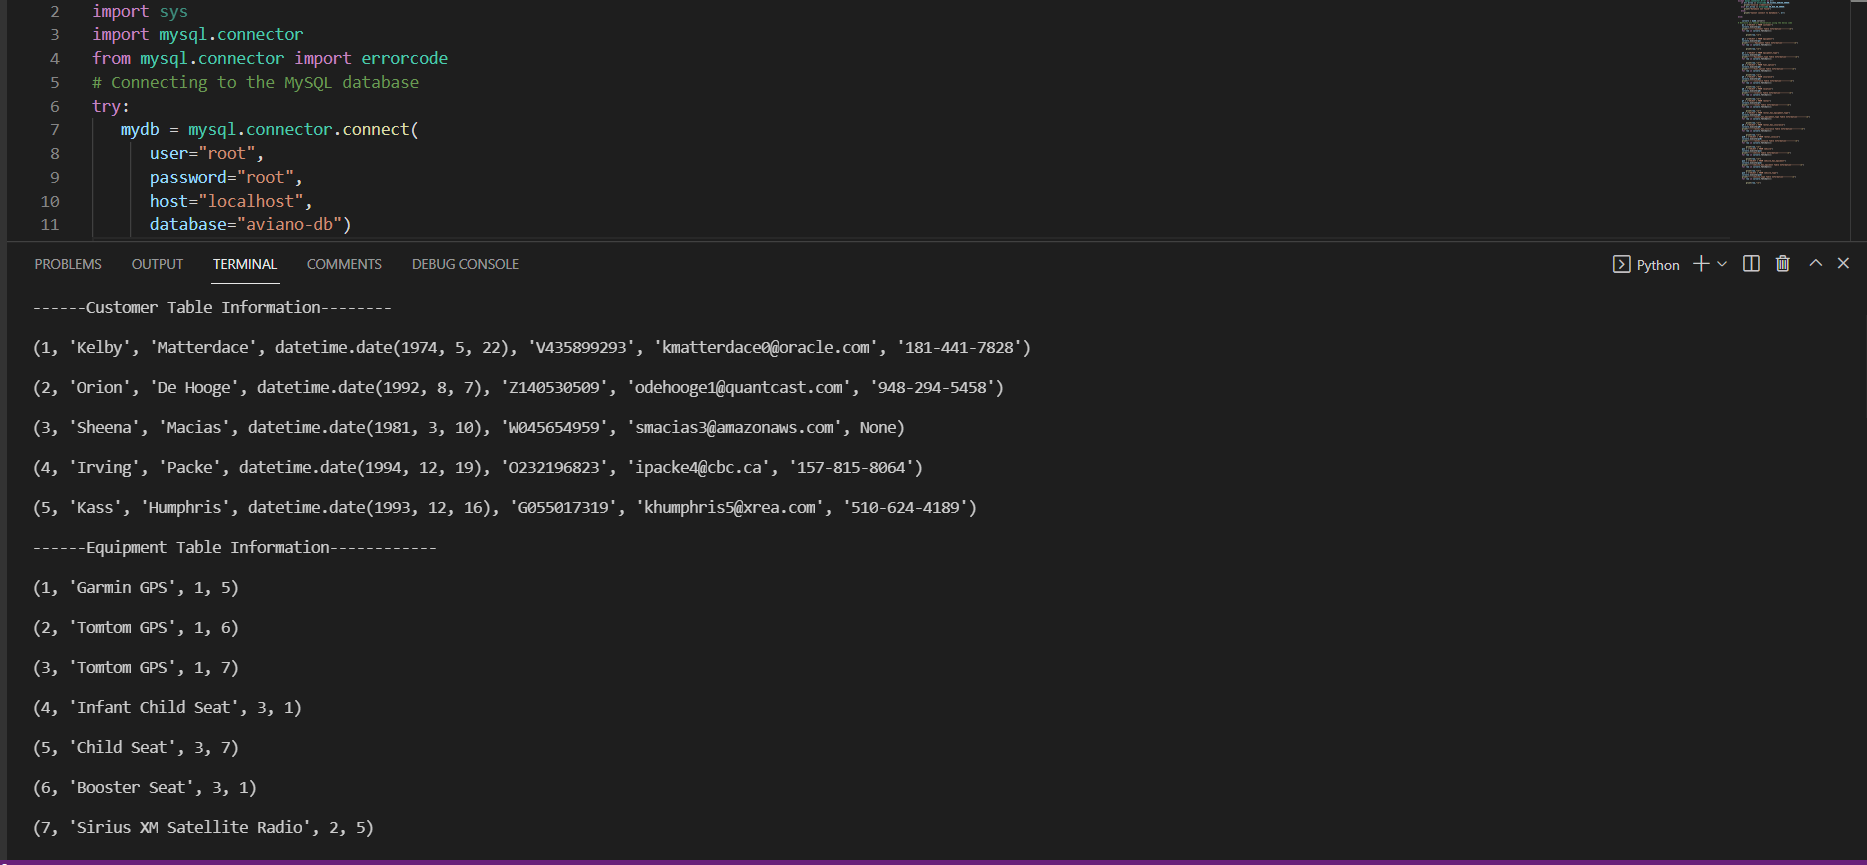 2 import sys
3 import mysql.connector
4 from mysql.connector import errorcode
5 # Connecting to the MySQL database
6 try:
7 mydb = mysql.connector.connect(
8 user="root",
9 password="root",
10 host="localhost",
11 database="aviano-db")
PROBLEMS OUTPUT TERMINAL COMMENTS DEBUG CONSOLE Python
------Customer Table Information--------
(1, 'Kelby', 'Matterdace', datetime.date(1974, 5, 22), 'V435899293', 'kmatterdace0@oracle.com', '181-441-7828')
(2, 'Orion', 'De Hooge', datetime.date(1992, 8, 7), 'Z140530509', 'odehooge1@quantcast.com', '948-294-5458')
(3, 'Sheena', 'Macias', datetime.date(1981, 3, 10), 'W045654959', 'smacias3@amazonaws.com', None)
(4, 'Irving', 'Packe', datetime.date(1994, 12, 19), 'O232196823', 'ipacke4@cbc.ca', '157-815-8064')
(5, 'Kass', 'Humphris', datetime.date(1993, 12, 16), 'G055017319', 'khumphris5@xrea.com', '510-624-4189')
------Equipment Table Information------------
(1, 'Garmin GPS', 1, 5)
(2, 'Tomtom GPS', 1, 6)
(3, 'Tomtom GPS', 1, 7)
(4, 'Infant Child Seat', 3, 1)
(5, 'Child Seat', 3, 7)
(6, 'Booster Seat', 3, 1)
(7, 'Sirius XM Satellite Radio', 2, 5)